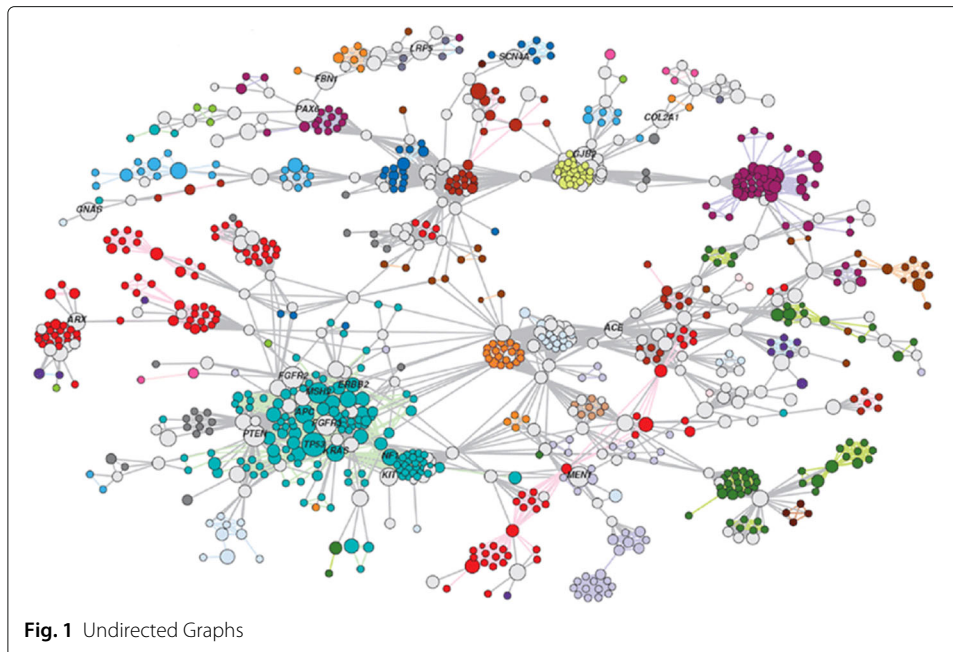 LRP5
SCN4A
FBN1
PAX6
COL2A1
GJB2
GNAS
ARX
ACE
FGFR2
ERBB2
MSH2
APC
FGFR3
PTEN
TP53
KRAS
NF1
KIT
MEN1
Fig. 1 Undirected Graphs